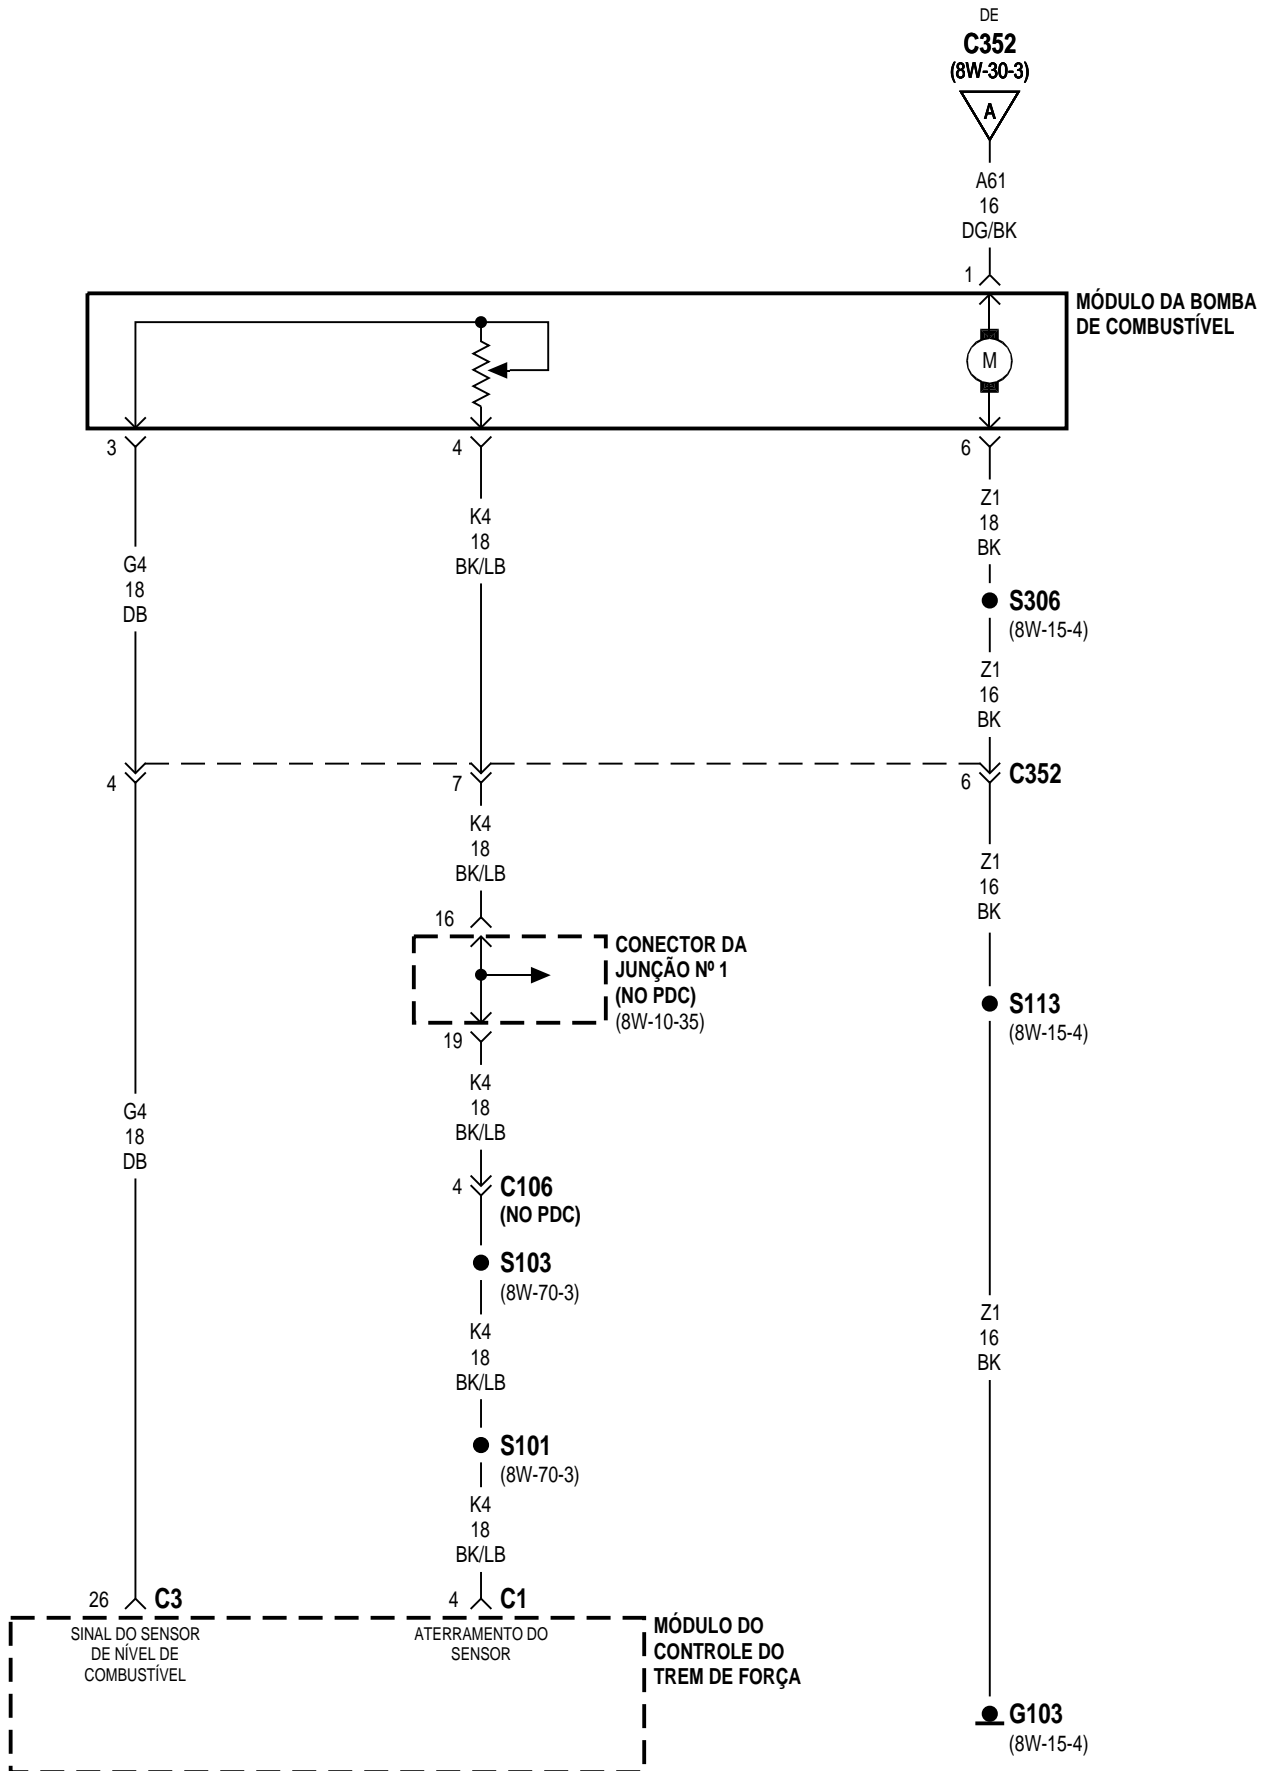 DE
C352
(8W-30-3)
A
A61
16
DG/BK
1
MÓDULO DA BOMBA
DE COMBUSTÍVEL
M
3
4
6
G4
18
DB
K4
18
BK/LB
Z1
18
BK
S306
(8W-15-4)
Z1
16
BK
4
7
6
C352
K4
18
BK/LB
Z1
16
BK
16
CONECTOR DA
JUNÇÃO Nº 1
(NO PDC)
(8W-10-35)
S113
(8W-15-4)
19
K4
18
BK/LB
G4
18
DB
4
C106
(NO PDC)
S103
(8W-70-3)
K4
18
BK/LB
Z1
16
BK
S101
(8W-70-3)
K4
18
BK/LB
26
C3
4
C1
SINAL DO SENSOR
DE NÍVEL DE
COMBUSTÍVEL
ATERRAMENTO DO
SENSOR
MÓDULO DO
CONTROLE DO
TREM DE FORÇA
G103
(8W-15-4)